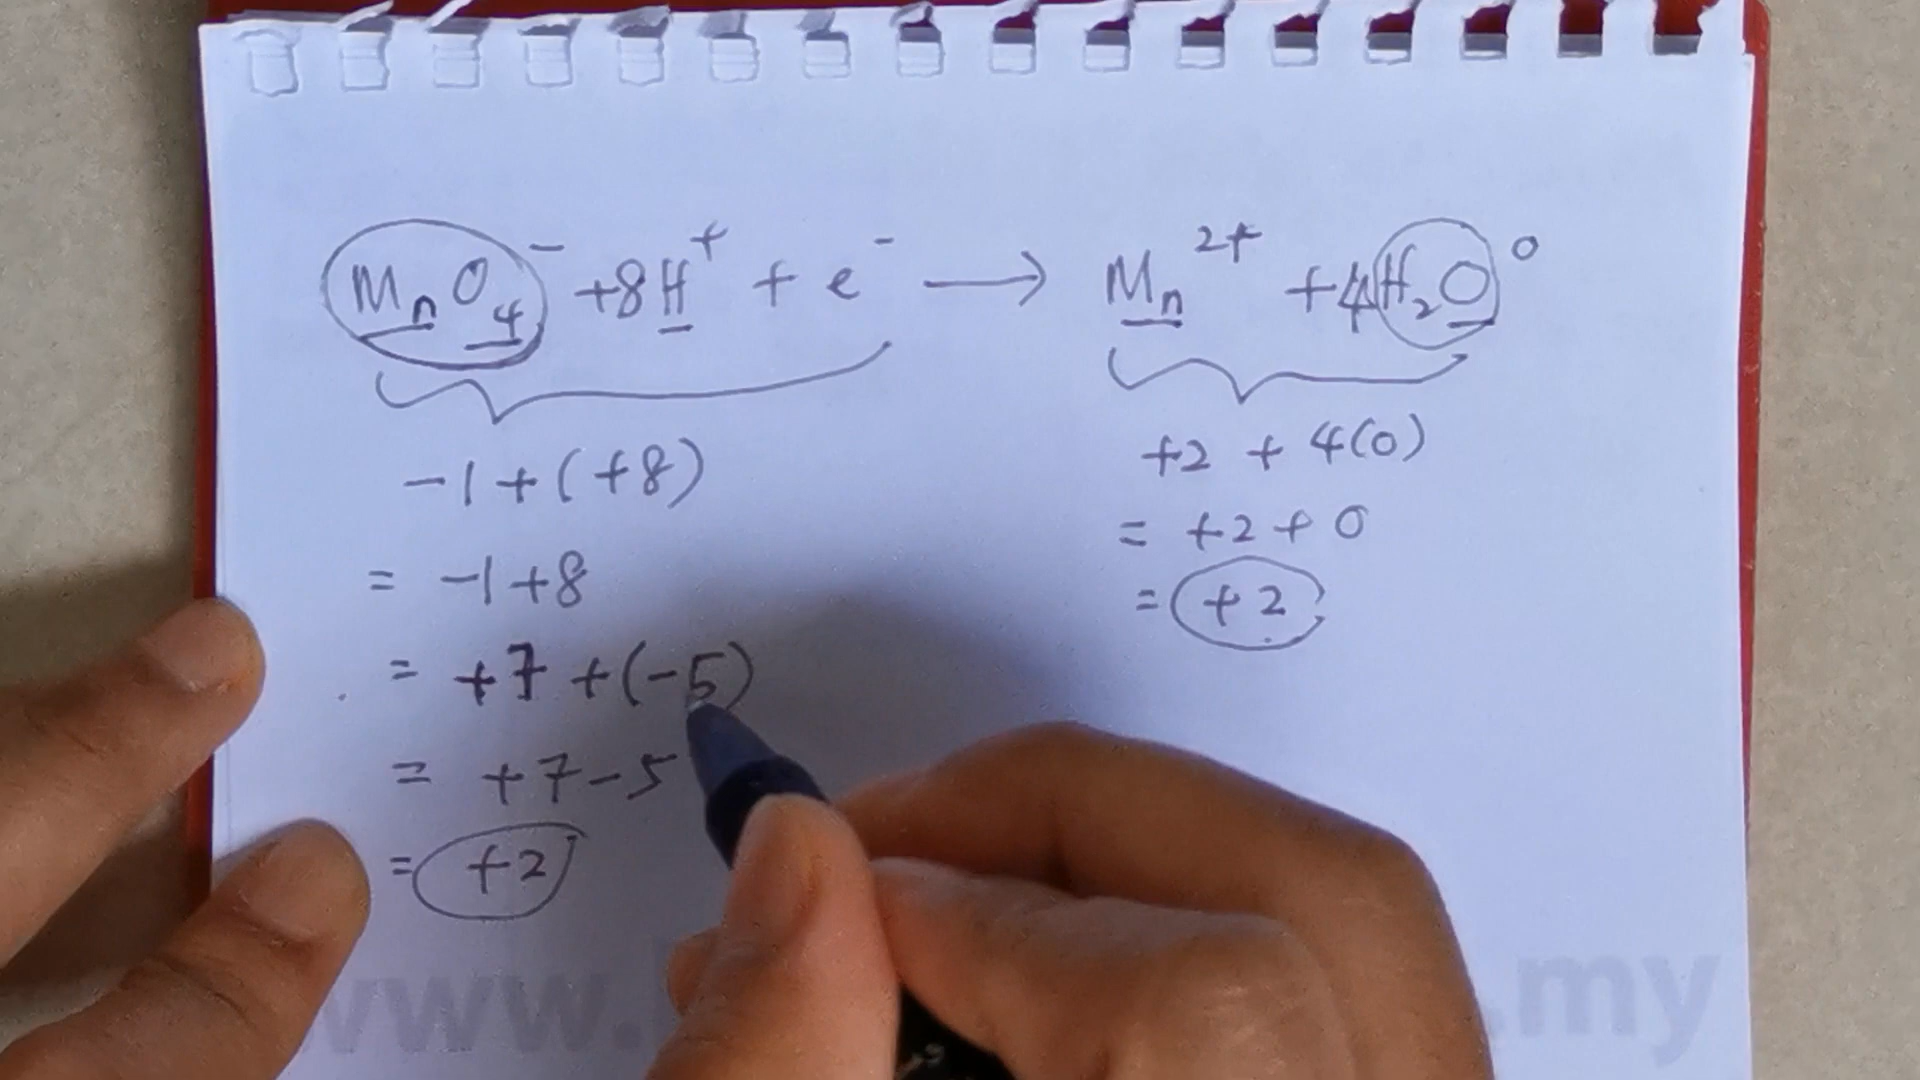 MnO₄⁻ + 8H⁺ + e⁻ → Mn²⁺ + 4H₂O⁰
-1 + (+8)
= -1 + 8
= +7 + (-5)
= +7 - 5
= +2
+2 + 4(0)
= +2 + 0
= +2
www.
.my